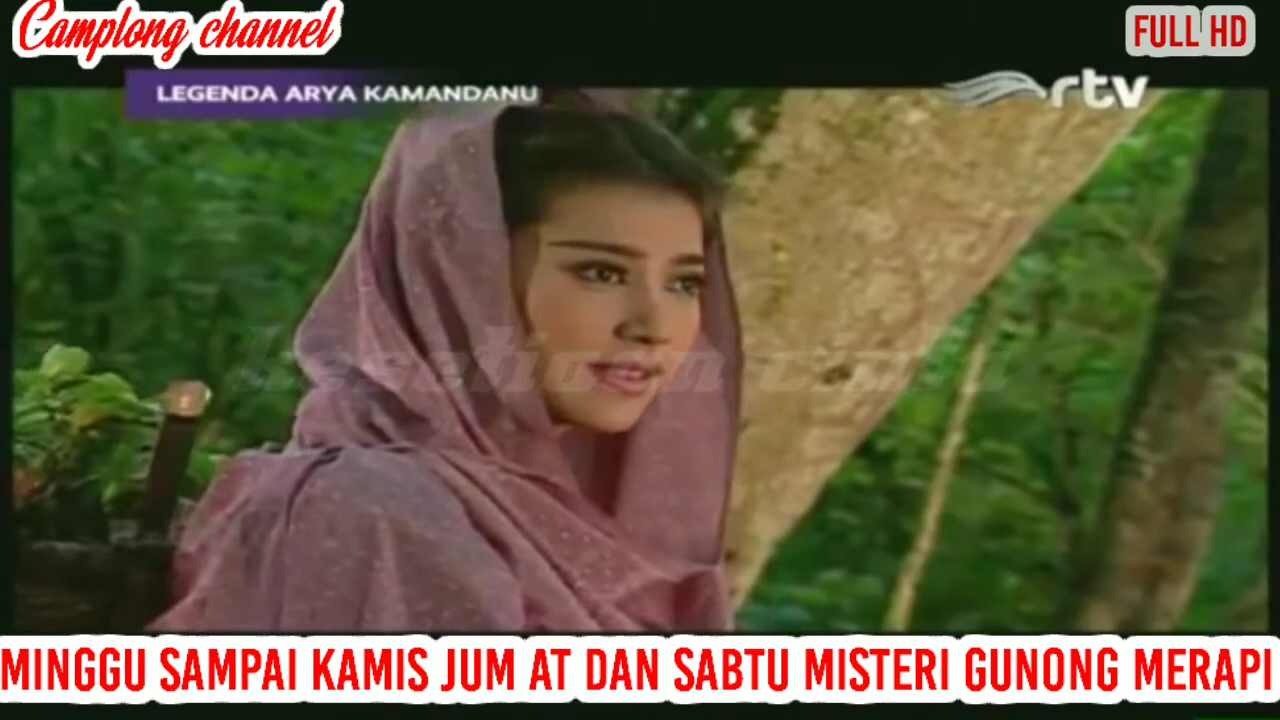 Camplong channel
FULL HD
LEGENDA ARYA KAMANDANU
rtv
MINGGU SAMPAI KAMIS JUM AT DAN SABTU MISTERI GUNONG MERAPI